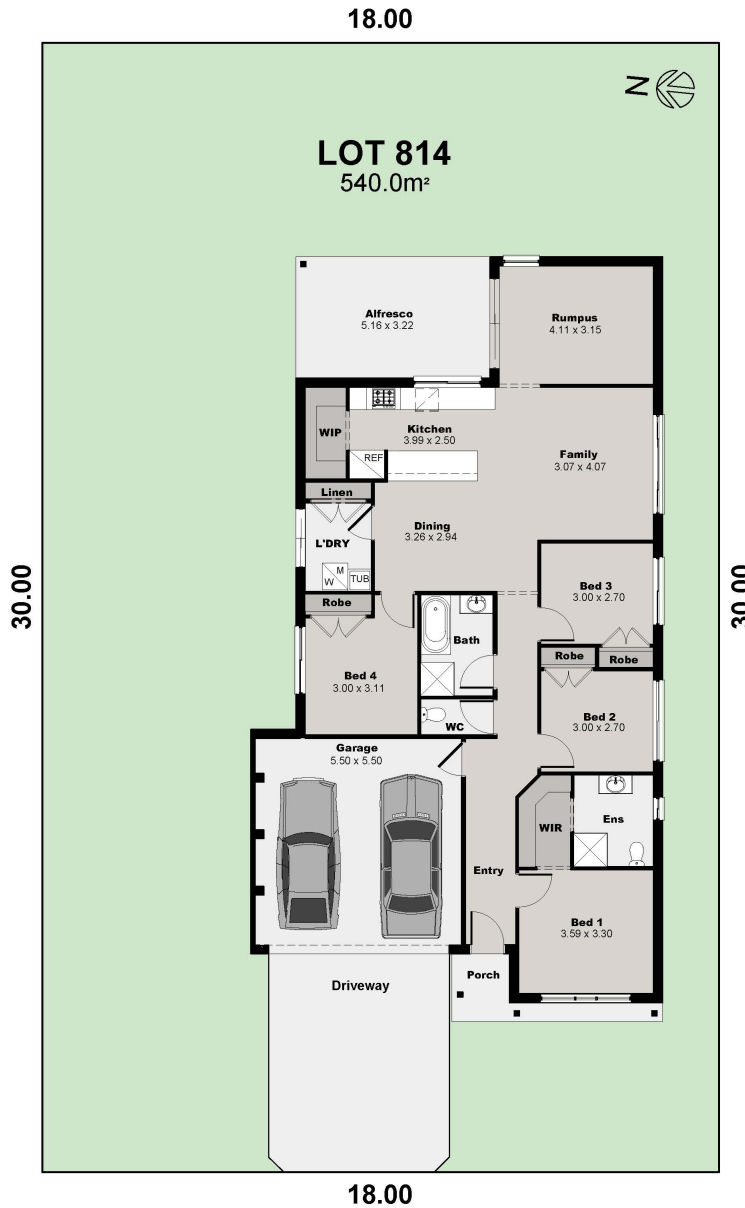 18.00
N
LOT 814
540.0m²
Alfresco
5.16 x 3.22
Rumpus
4.11 x 3.15
WIP
Kitchen
3.99 x 2.50
REF
Family
3.07 x 4.07
Linen
Dining
3.26 x 2.94
L'DRY
M
W
TUB
30.00
30.00
Bed 3
3.00 x 2.70
Robe
Bath
Robe
Robe
Bed 4
3.00 x 3.11
Bed 2
3.00 x 2.70
WC
Garage
5.50 x 5.50
WIR
Ens
Entry
Bed 1
3.59 x 3.30
Porch
Driveway
18.00